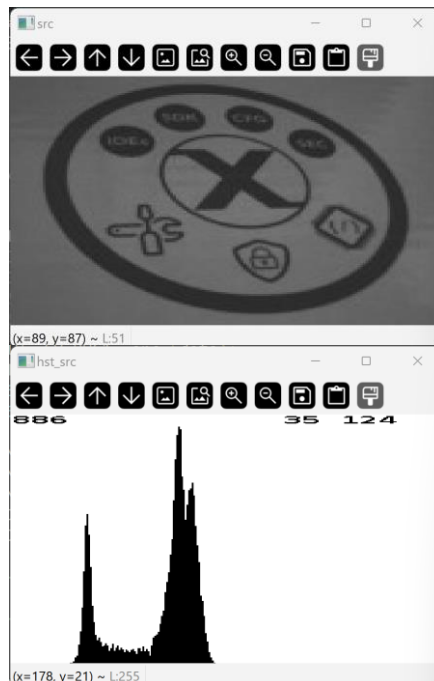 src
IDEs SDK CFG SEC
X
(x=89, y=87) ~ L:51
hst_src
886 35 124
(x=178, y=21) ~ L:255